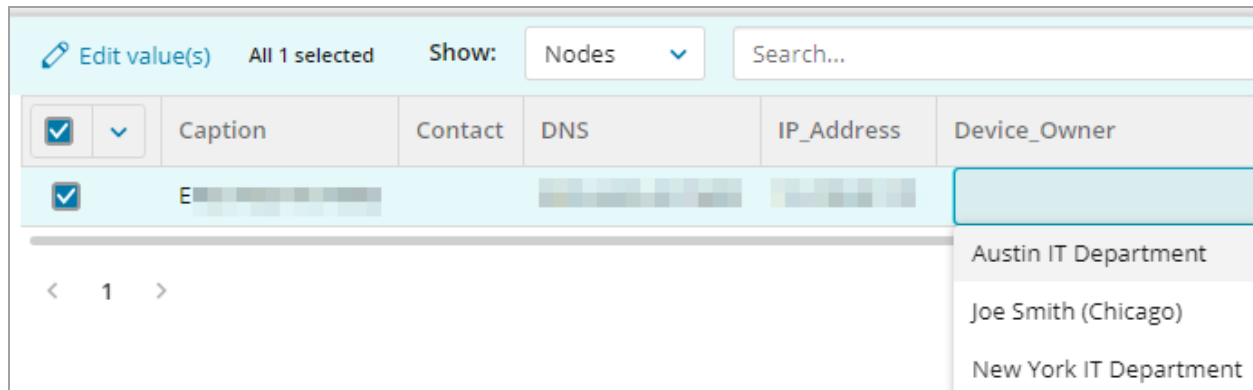 Edit value(s) All 1 selected Show: Nodes Search...
Caption Contact DNS IP_Address Device_Owner
E
Austin IT Department
1
Joe Smith (Chicago)
New York IT Department